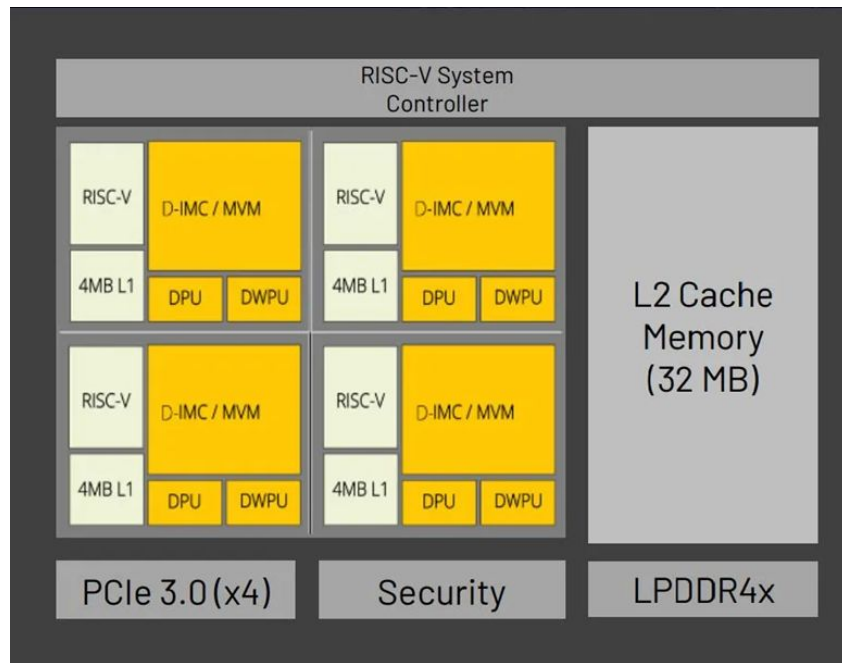 RISC-V System
Controller
RISC-V
D-IMC / MVM
4MB L1
DPU
DWPU
RISC-V
D-IMC / MVM
4MB L1
DPU
DWPU
RISC-V
D-IMC / MVM
4MB L1
DPU
DWPU
RISC-V
D-IMC / MVM
4MB L1
DPU
DWPU
L2 Cache
Memory
(32 MB)
PCIe 3.0 (x4)
Security
LPDDR4x